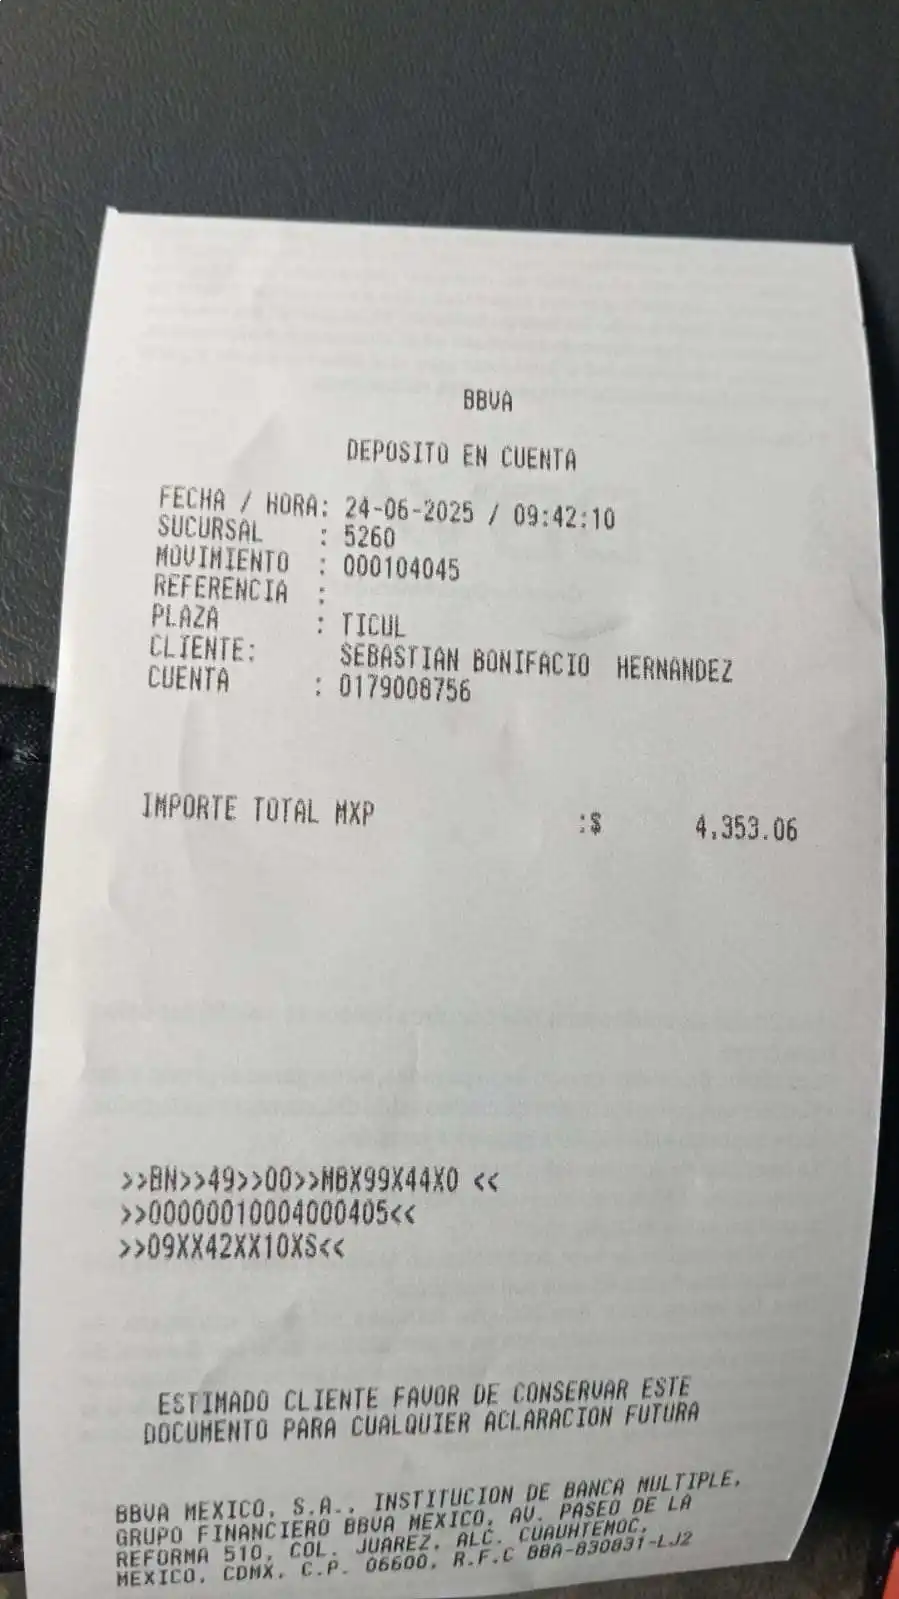 BBVA
DEPOSITO EN CUENTA
FECHA / HORA: 24-06-2025 / 09:42:10
SUCURSAL : 5260
MOVIMIENTO : 000104045
REFERENCIA :
PLAZA : TICUL
CLIENTE: SEBASTIAN BONIFACIO HERNANDEZ
CUENTA : 0179008756
IMPORTE TOTAL MXP :$ 4,353.06
>>BN>>49>>00>>MBX99X44X0 <<
>>00000010004000405<<
>>09XX42XX10XS<<
ESTIMADO CLIENTE FAVOR DE CONSERVAR ESTE
DOCUMENTO PARA CUALQUIER ACLARACION FUTURA
BBVA MEXICO, S.A., INSTITUCION DE BANCA MULTIPLE,
GRUPO FINANCIERO BBVA MEXICO, AV. PASEO DE LA
REFORMA 510, COL. JUAREZ, ALC. CUAUHTEMOC,
MEXICO, CDMX, C.P. 06600, R.F.C BBA-830831-LJ2